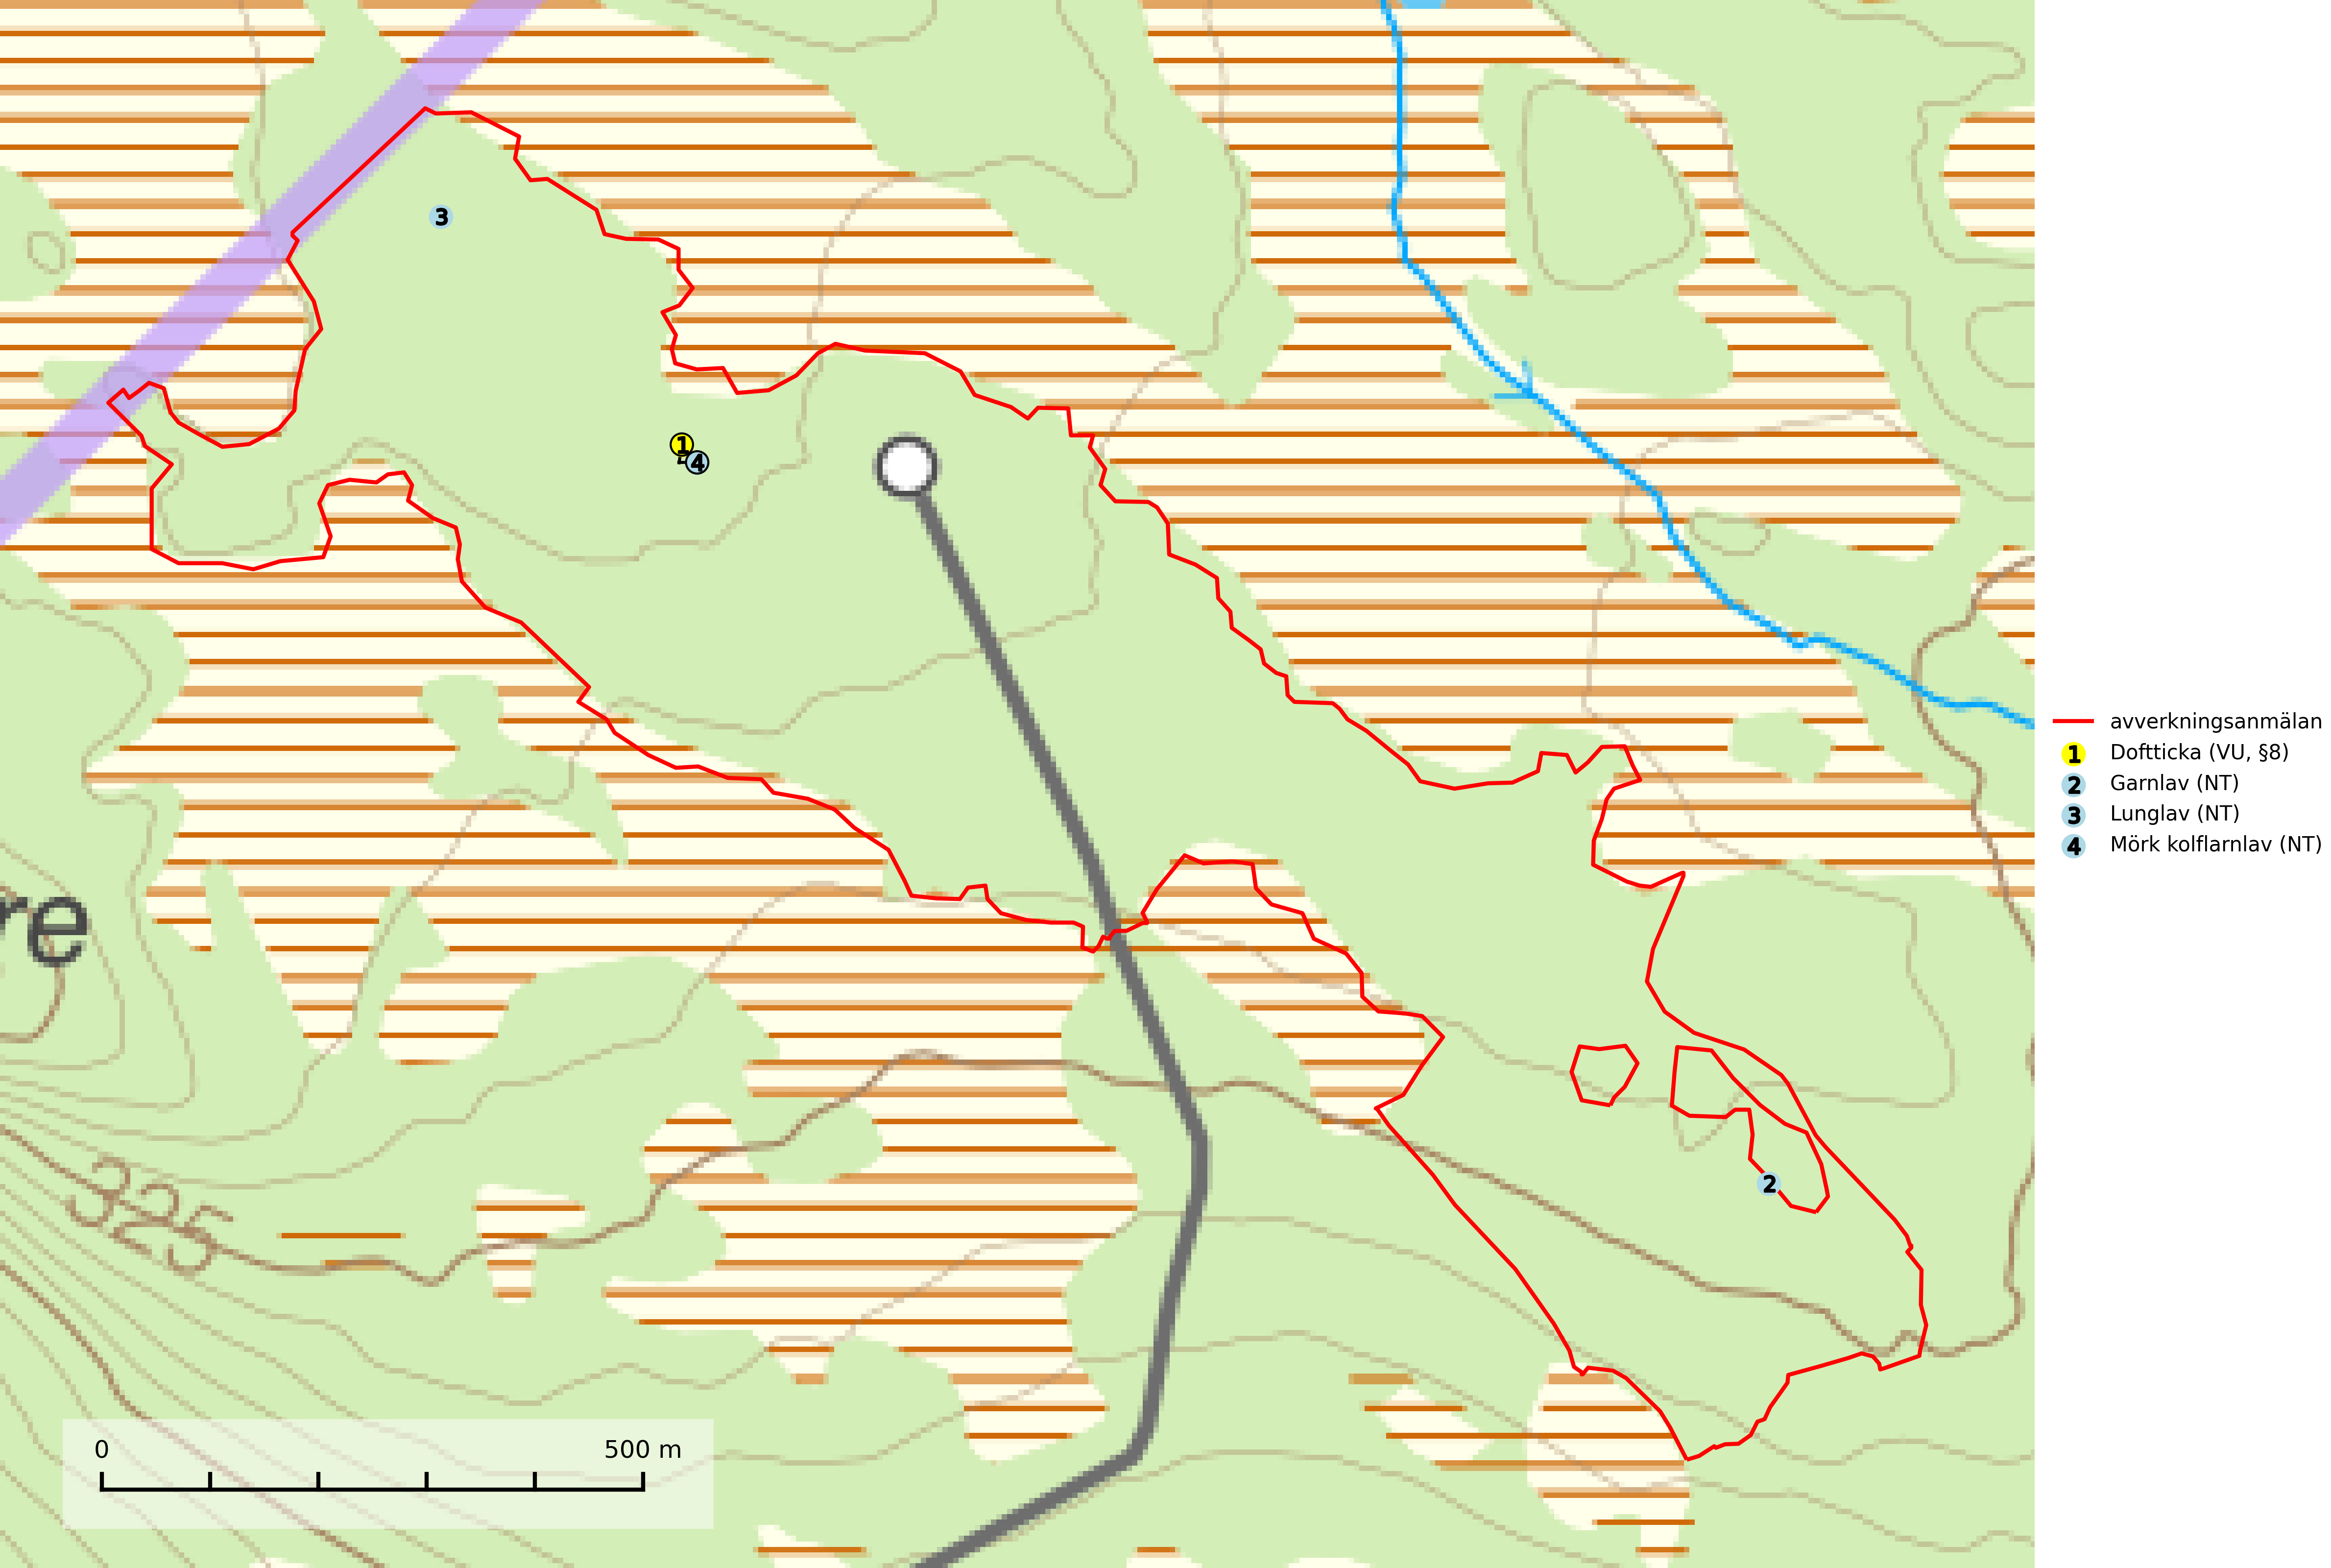 3
1
4
re
2
325
0 500 m
avverkningsanmälan
1 Doftticka (VU, §8)
2 Garnlav (NT)
3 Lunglav (NT)
4 Mörk kolflarnlav (NT)